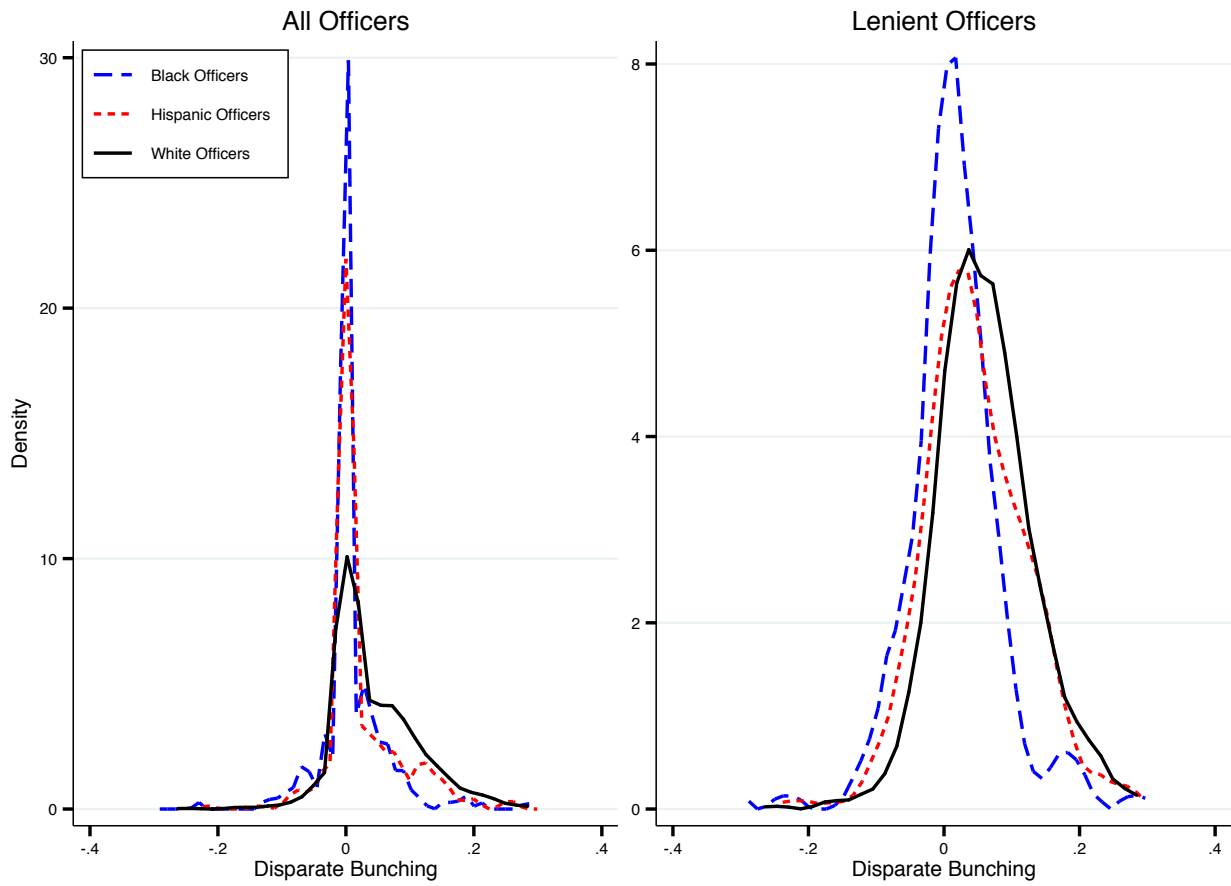 All Officers
30
20
10
0
Density
-.4 -.2 0 .2 .4
Disparate Bunching
Black Officers
Hispanic Officers
White Officers
Lenient Officers
8
6
4
2
0
-.4 -.2 0 .2 .4
Disparate Bunching